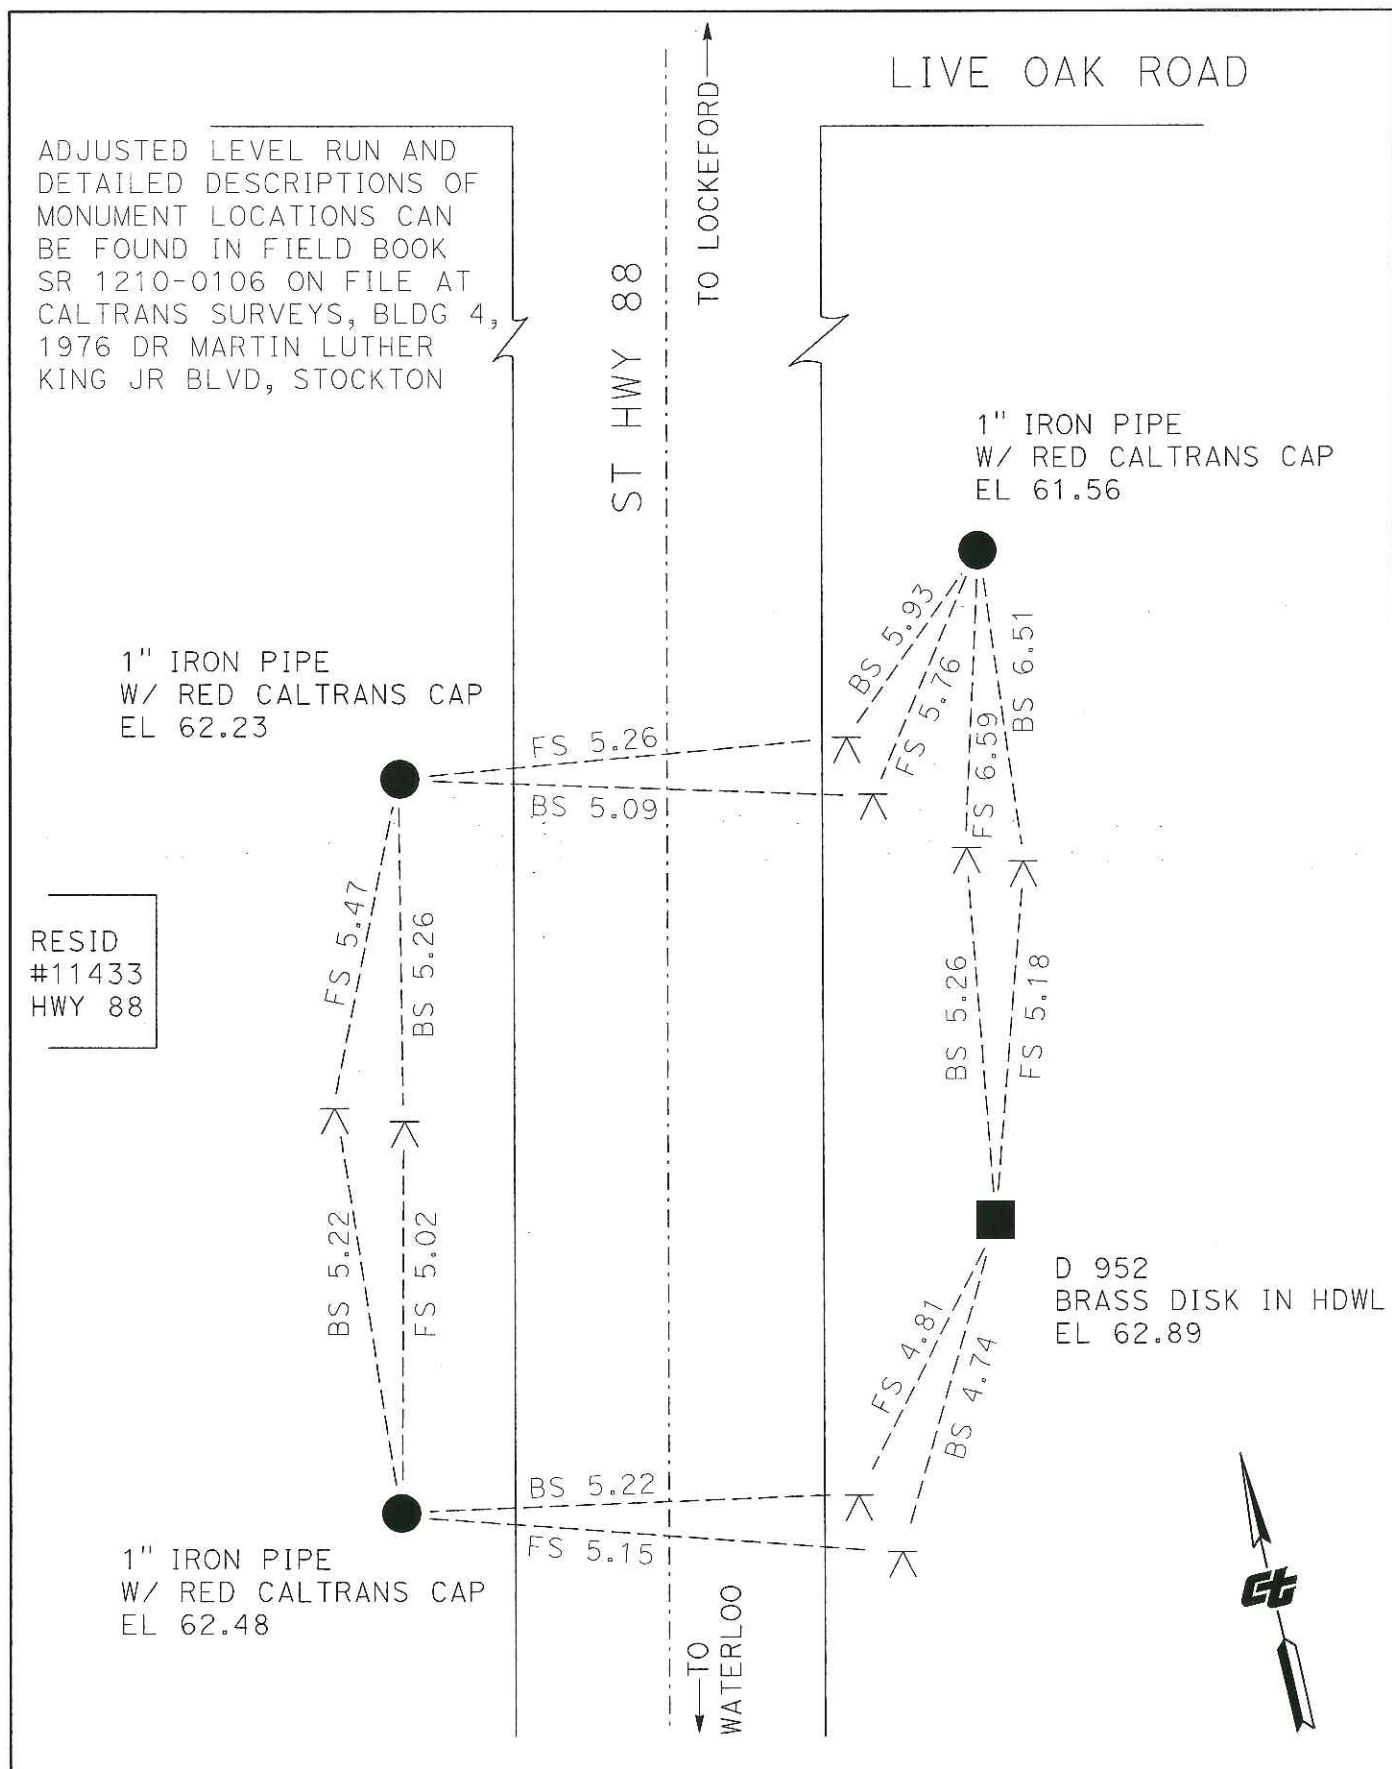 LIVE OAK ROAD
ADJUSTED LEVEL RUN AND
DETAILED DESCRIPTIONS OF
MONUMENT LOCATIONS CAN
BE FOUND IN FIELD BOOK
SR 1210-0106 ON FILE AT
CALTRANS SURVEYS, BLDG 4,
1976 DR MARTIN LUTHER
KING JR BLVD, STOCKTON
TO LOCKEFORD
ST HWY 88
1" IRON PIPE
W/ RED CALTRANS CAP
EL 61.56
BS 5.93
FS 5.76
FS 6.59
BS 6.51
1" IRON PIPE
W/ RED CALTRANS CAP
EL 62.23
FS 5.26
BS 5.09
RESID
#11433
HWY 88
FS 5.47
BS 5.26
BS 5.26
FS 5.18
BS 5.22
FS 5.02
D 952
BRASS DISK IN HDWL
EL 62.89
FS 4.81
BS 4.74
BS 5.22
FS 5.15
1" IRON PIPE
W/ RED CALTRANS CAP
EL 62.48
TO
WATERLOO
Ct